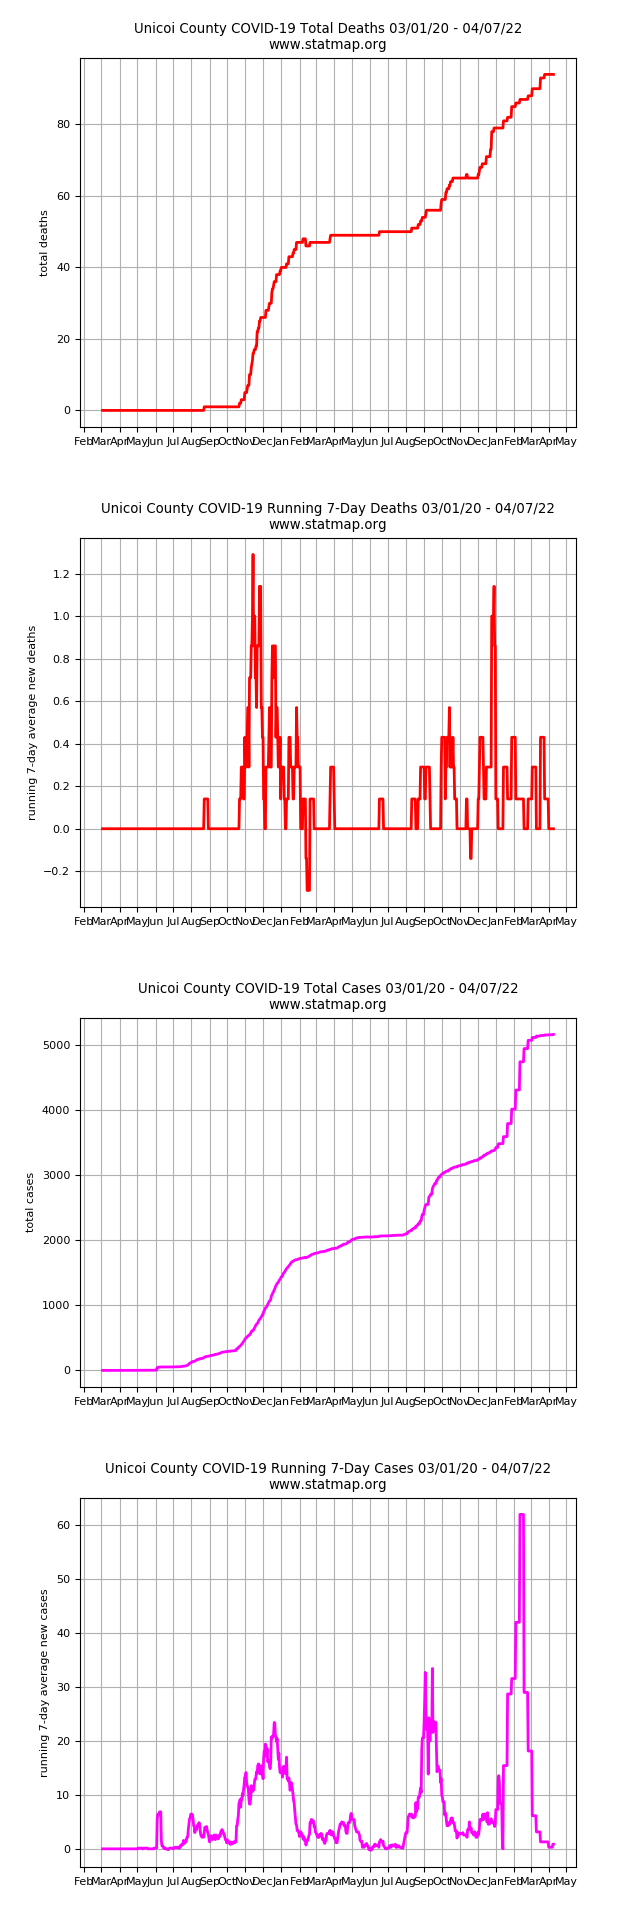 Unicoi County COVID-19 Total Deaths 03/01/20 - 04/07/22
www.statmap.org
80
60
40
20
0
total deaths
Feb Mar Apr May Jun Jul Aug Sep Oct Nov Dec Jan Feb Mar Apr May Jun Jul Aug Sep Oct Nov Dec Jan Feb Mar Apr May
Unicoi County COVID-19 Running 7-Day Deaths 03/01/20 - 04/07/22
www.statmap.org
1.2
1.0
0.8
0.6
0.4
0.2
0.0
−0.2
running 7-day average new deaths
Feb Mar Apr May Jun Jul Aug Sep Oct Nov Dec Jan Feb Mar Apr May Jun Jul Aug Sep Oct Nov Dec Jan Feb Mar Apr May
Unicoi County COVID-19 Total Cases 03/01/20 - 04/07/22
www.statmap.org
5000
4000
3000
2000
1000
0
total cases
Feb Mar Apr May Jun Jul Aug Sep Oct Nov Dec Jan Feb Mar Apr May Jun Jul Aug Sep Oct Nov Dec Jan Feb Mar Apr May
Unicoi County COVID-19 Running 7-Day Cases 03/01/20 - 04/07/22
www.statmap.org
60
50
40
30
20
10
0
running 7-day average new cases
Feb Mar Apr May Jun Jul Aug Sep Oct Nov Dec Jan Feb Mar Apr May Jun Jul Aug Sep Oct Nov Dec Jan Feb Mar Apr May